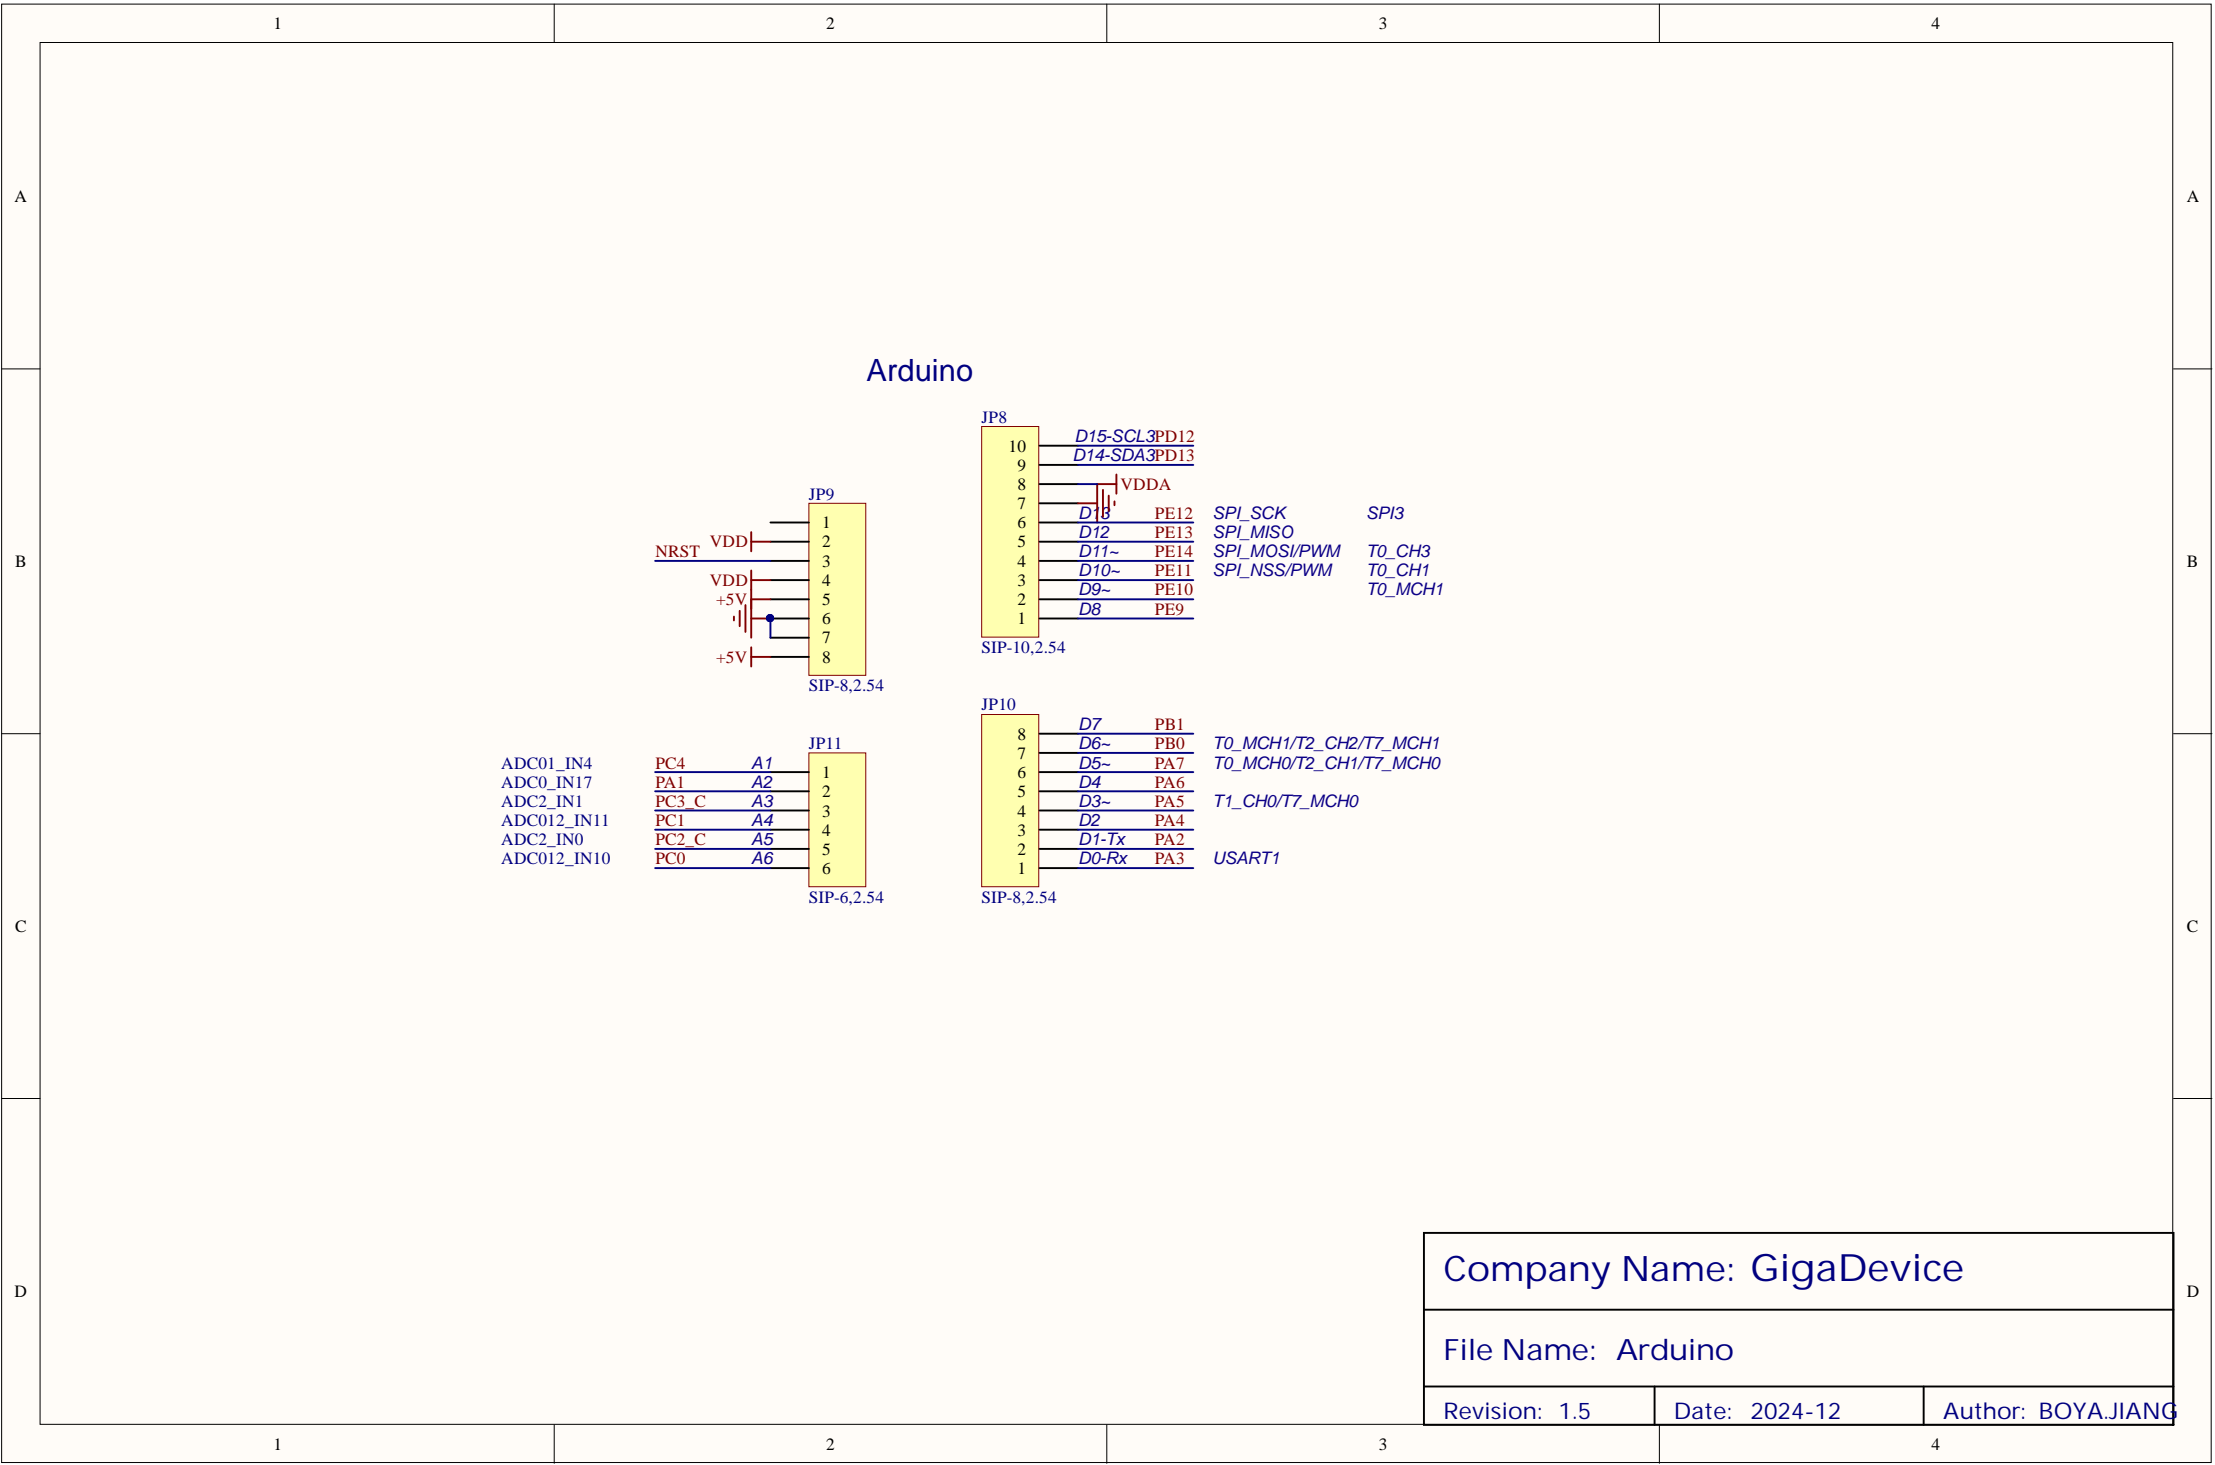 1 2 3 4
A A
Arduino
JP8
10 D15-SCL3 PD12
9 D14-SDA3 PD13
8 VDDA
7
6 D13 PE12 SPI_SCK SPI3
5 D12 PE13 SPI_MISO
4 D11~ PE14 SPI_MOSI/PWM T0_CH3
3 D10~ PE11 SPI_NSS/PWM T0_CH1
2 D9~ PE10 T0_MCH1
1 D8 PE9
SIP-10,2.54
JP9
1
VDD 2
NRST 3
VDD 4
+5V 5
6
7
+5V 8
SIP-8,2.54
B B
JP10
8 D7 PB1
7 D6~ PB0 T0_MCH1/T2_CH2/T7_MCH1
6 D5~ PA7 T0_MCH0/T2_CH1/T7_MCH0
5 D4 PA6
4 D3~ PA5 T1_CH0/T7_MCH0
3 D2 PA4
2 D1-Tx PA2
1 D0-Rx PA3 USART1
SIP-8,2.54
JP11
ADC01_IN4 PC4 A1 1
ADC0_IN17 PA1 A2 2
ADC2_IN1 PC3_C A3 3
ADC012_IN11 PC1 A4 4
ADC2_IN0 PC2_C A5 5
ADC012_IN10 PC0 A6 6
SIP-6,2.54
C C
D D
Company Name: GigaDevice
File Name: Arduino
Revision: 1.5 Date: 2024-12 Author: BOYA.JIANG
1 2 3 4